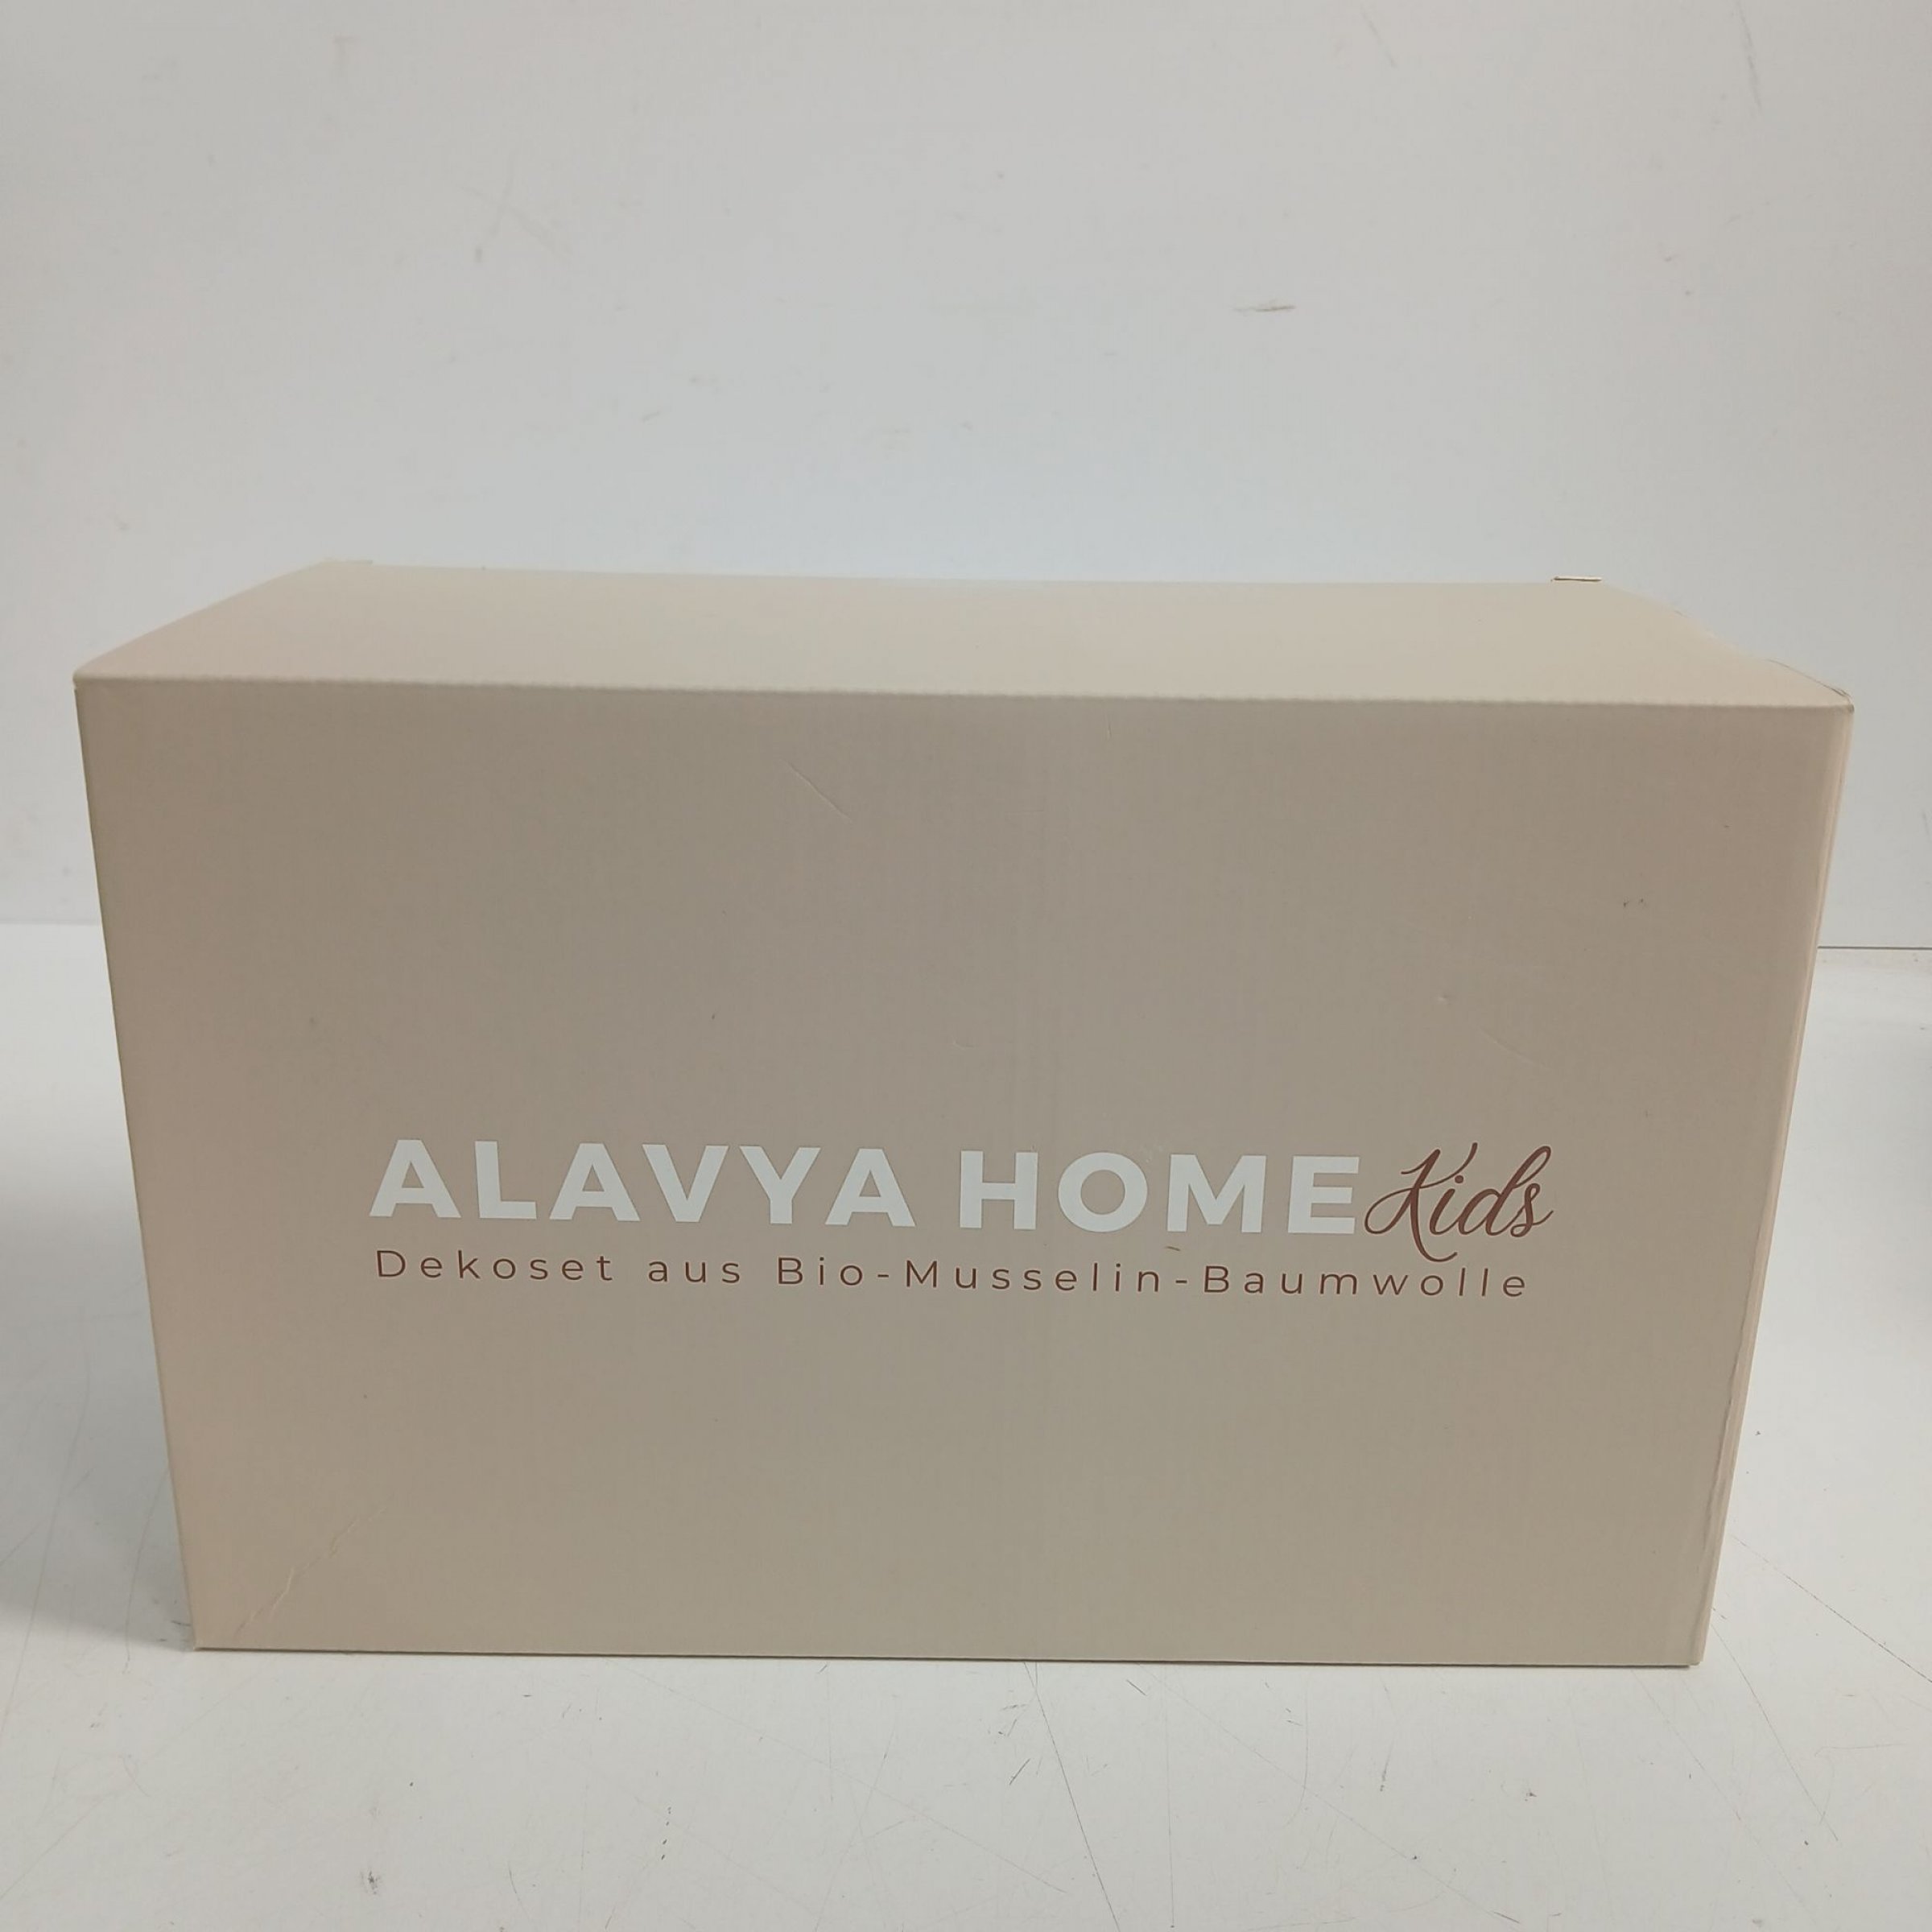 ALAVYA HOME Kids
Dekoset aus Bio-Musselin-Baumwolle